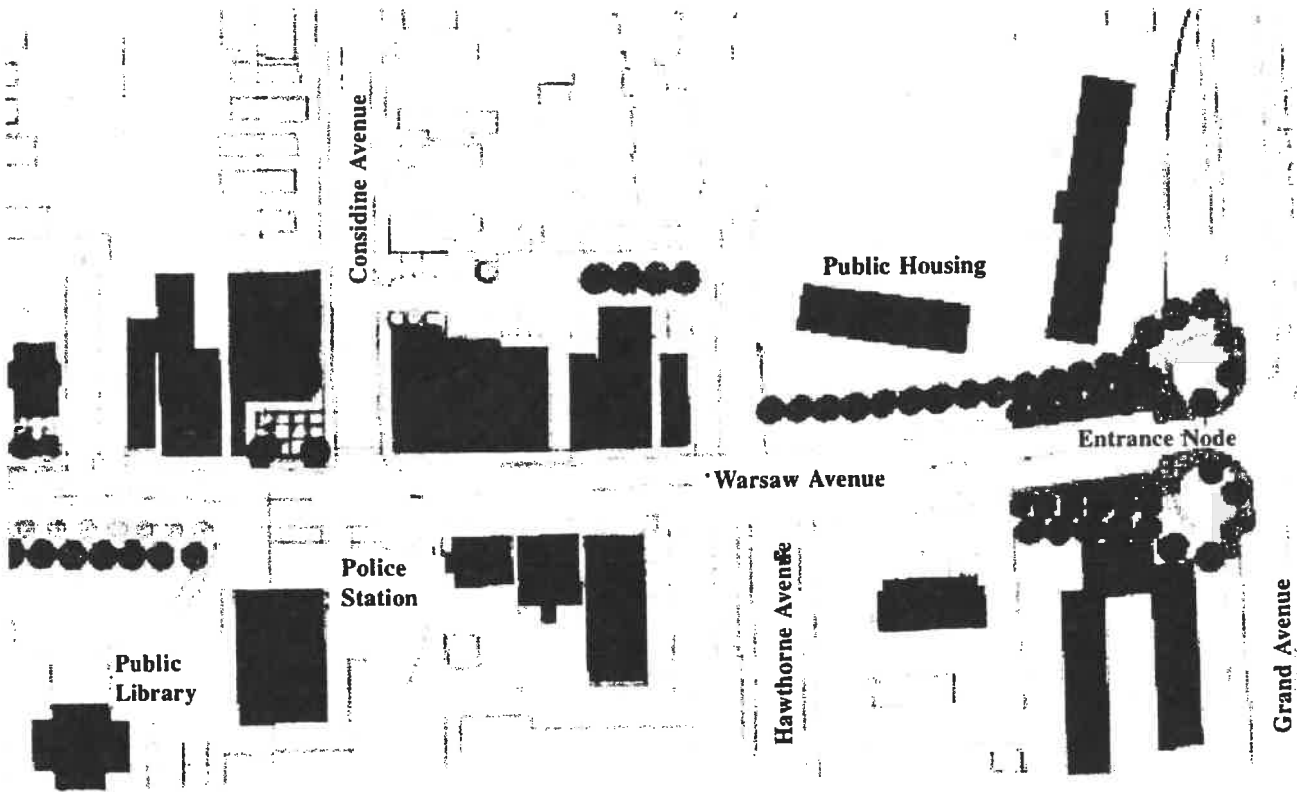 Considine Avenue
Public Housing
Entrance Node
Warsaw Avenue
Police
Station
Hawthorne Avenue
Public
Library
Grand Avenue